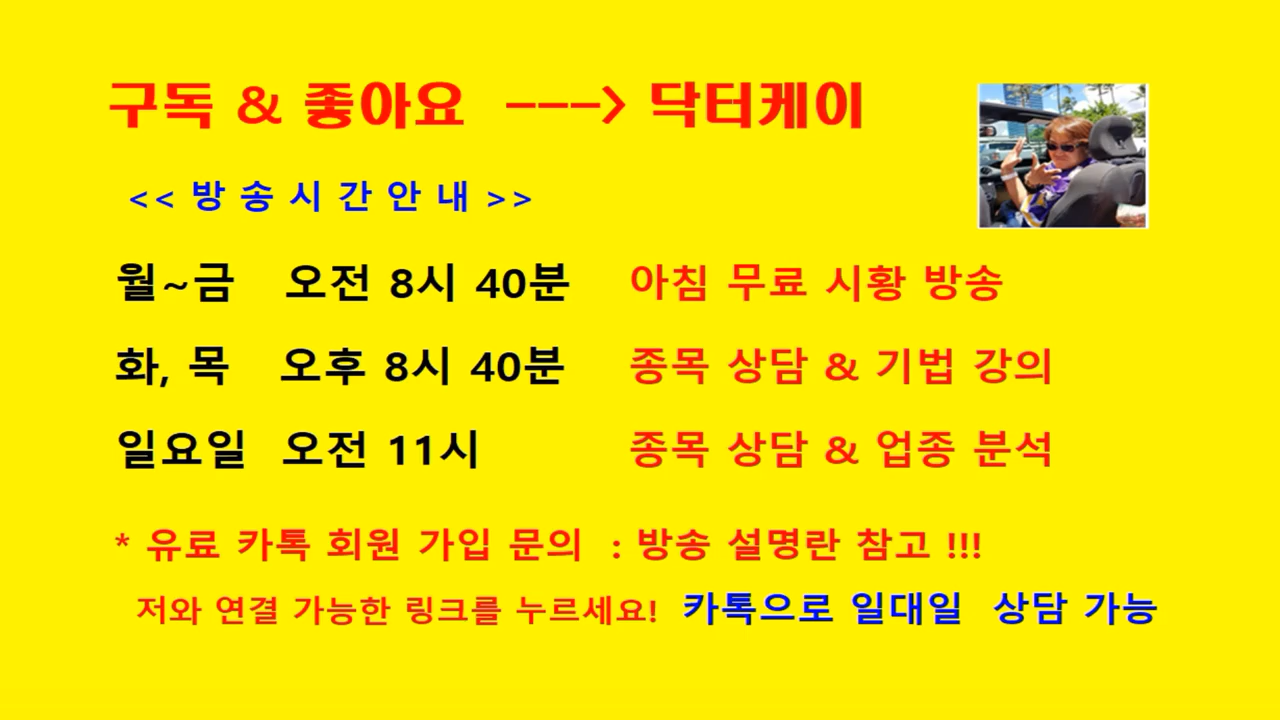 구독 & 좋아요 ---> 닥터케이
<< 방 송 시 간 안 내 >>
월~금 오전 8시 40분 아침 무료 시황 방송
화, 목 오후 8시 40분 종목 상담 & 기법 강의
일요일 오전 11시 종목 상담 & 업종 분석
* 유료 카톡 회원 가입 문의 : 방송 설명란 참고 !!!
저와 연결 가능한 링크를 누르세요! 카톡으로 일대일 상담 가능